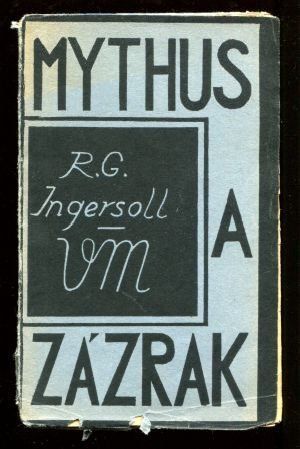 MYTHUS
R.G.
Ingersoll
VM
A
ZÁZRAK